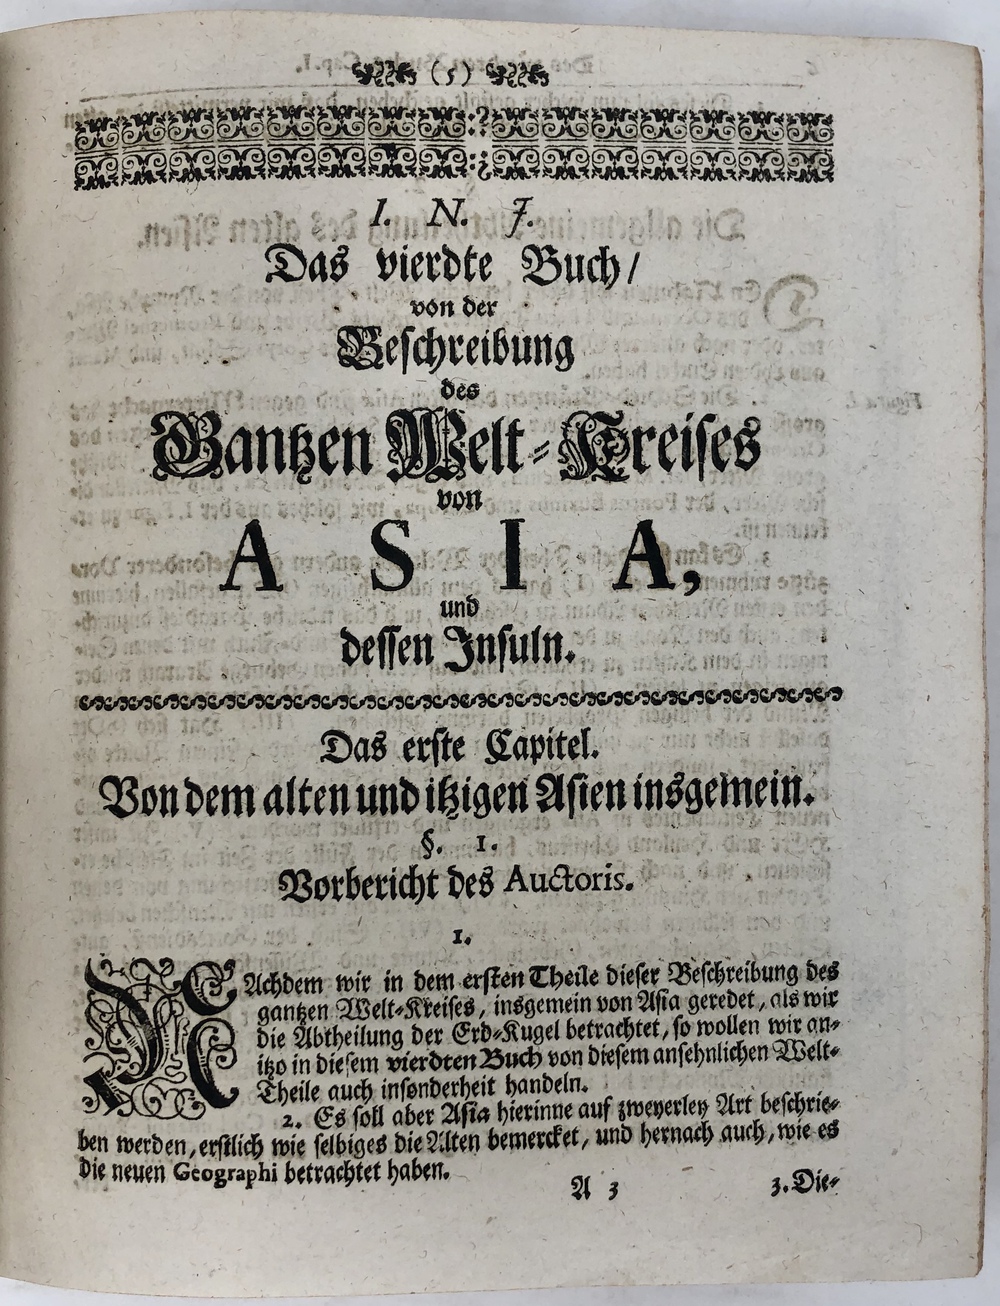 (5)
I. N. J.
Das vierdte Buch/
von der
Beschreibung
des
Gantzen Welt-Kreises
von
ASIA,
und
dessen Insuln.
Das erste Capitel.
Von dem alten und itzigen Asien insgemein.
§. 1.
Vorbericht des Auctoris.
1.
NAchdem wir in dem ersten Theile dieser Beschreibung des
gantzen Welt-Kreises, insgemein von Asia geredet, als wir
die Abtheilung der Erd-Kugel betrachtet, so wollen wir an-
itzo in diesem vierdten Buch von diesem ansehnlichen Welt-
Theile auch insonderheit handeln.
2. Es soll aber Asia hierinne auf zweyerley Art beschrie-
ben werden, erstlich wie selbiges die Alten bemercket, und hernach auch, wie es
die neuen Geographi betrachtet haben.
A 3 3. Die-